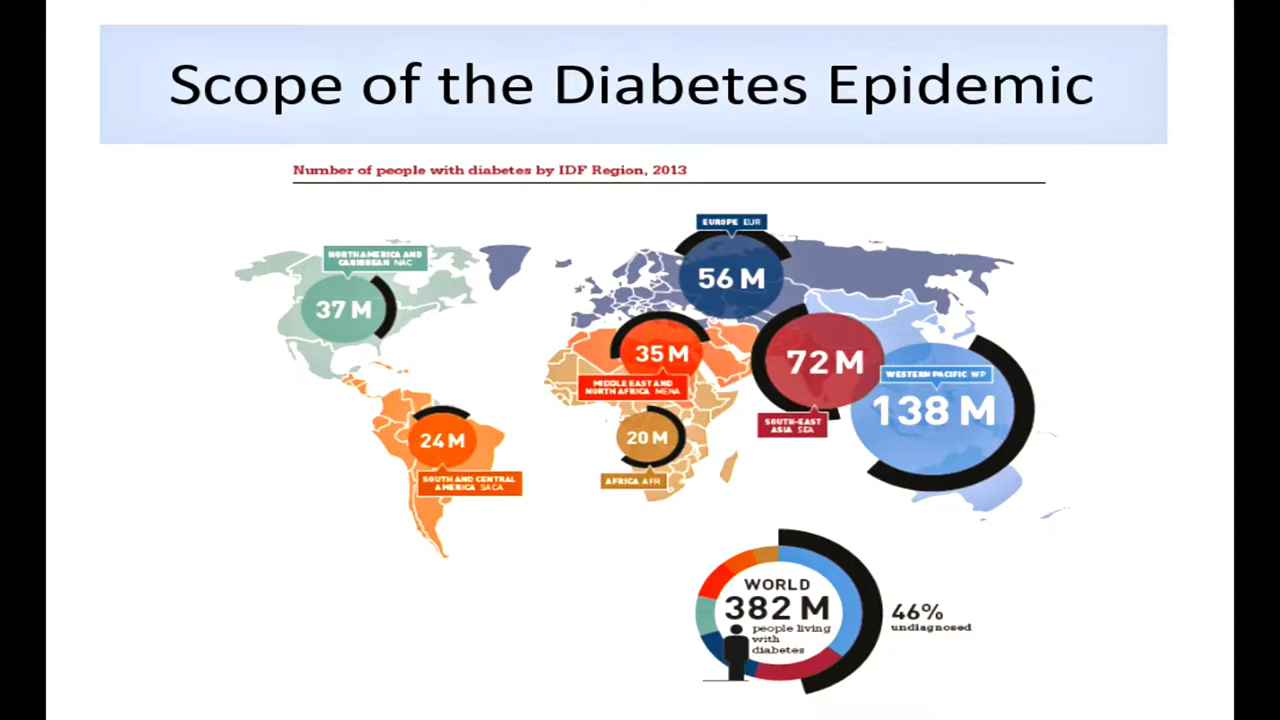 Scope of the Diabetes Epidemic
Number of people with diabetes by IDF Region, 2013
EUROPE EUR
56 M
NORTH AMERICA AND
CARIBBEAN NAC
37 M
35 M
MIDDLE EAST AND
NORTH AFRICA MENA
72 M
SOUTH-EAST
ASIA SEA
WESTERN PACIFIC WP
138 M
24 M
SOUTH AND CENTRAL
AMERICA SACA
20 M
AFRICA AFR
WORLD
382 M
people living
with
diabetes
46%
undiagnosed